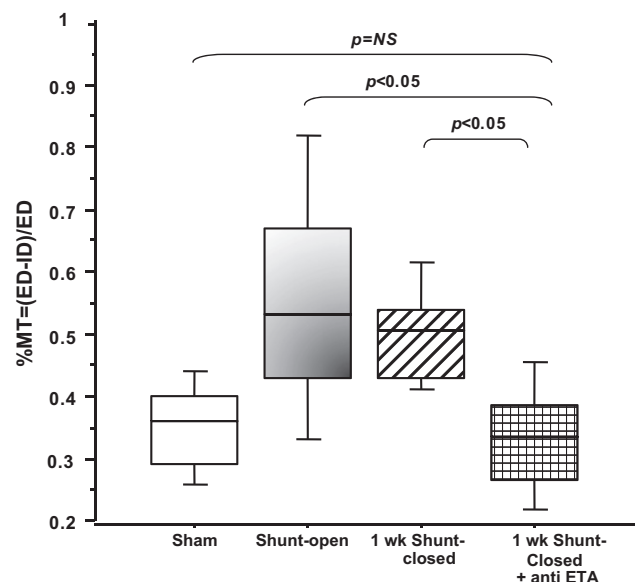 1
p=NS
0.9
p<0.05
0.8
p<0.05
0.7
0.6
0.5
0.4
0.3
0.2
%MT=(ED-ID)/ED
Sham
Shunt-open
1 wk Shunt-
closed
1 wk Shunt-
Closed
+ anti ETA